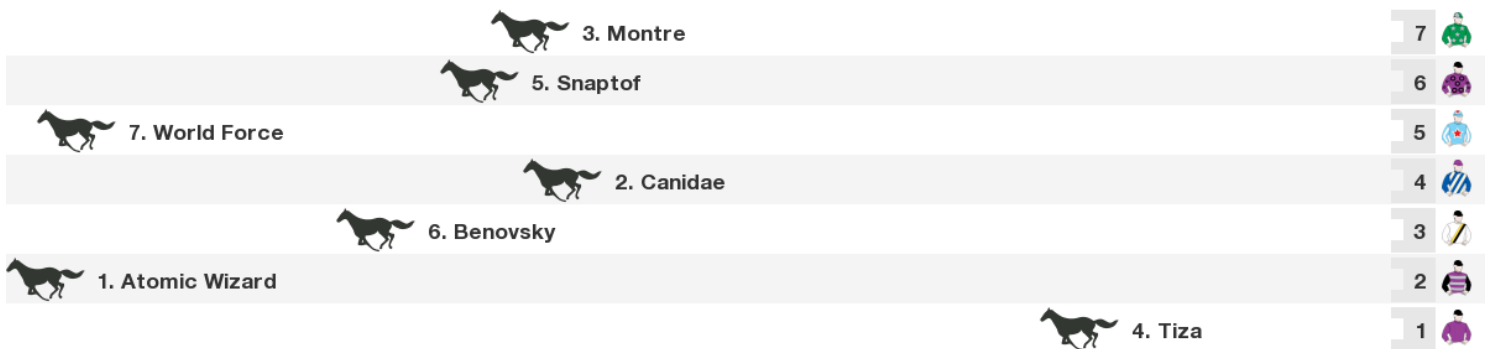 3. Montre 7
5. Snaptof 6
7. World Force 5
2. Canidae 4
6. Benovsky 3
1. Atomic Wizard 2
4. Tiza 1